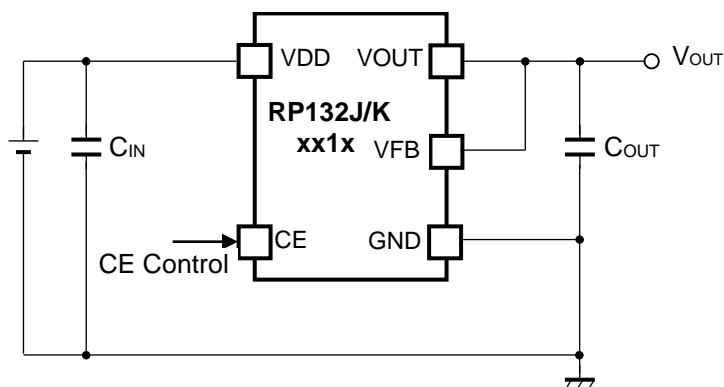 VDD VOUT VOUT
RP132J/K
xx1x
VFB
CIN
COUT
CE GND
CE Control